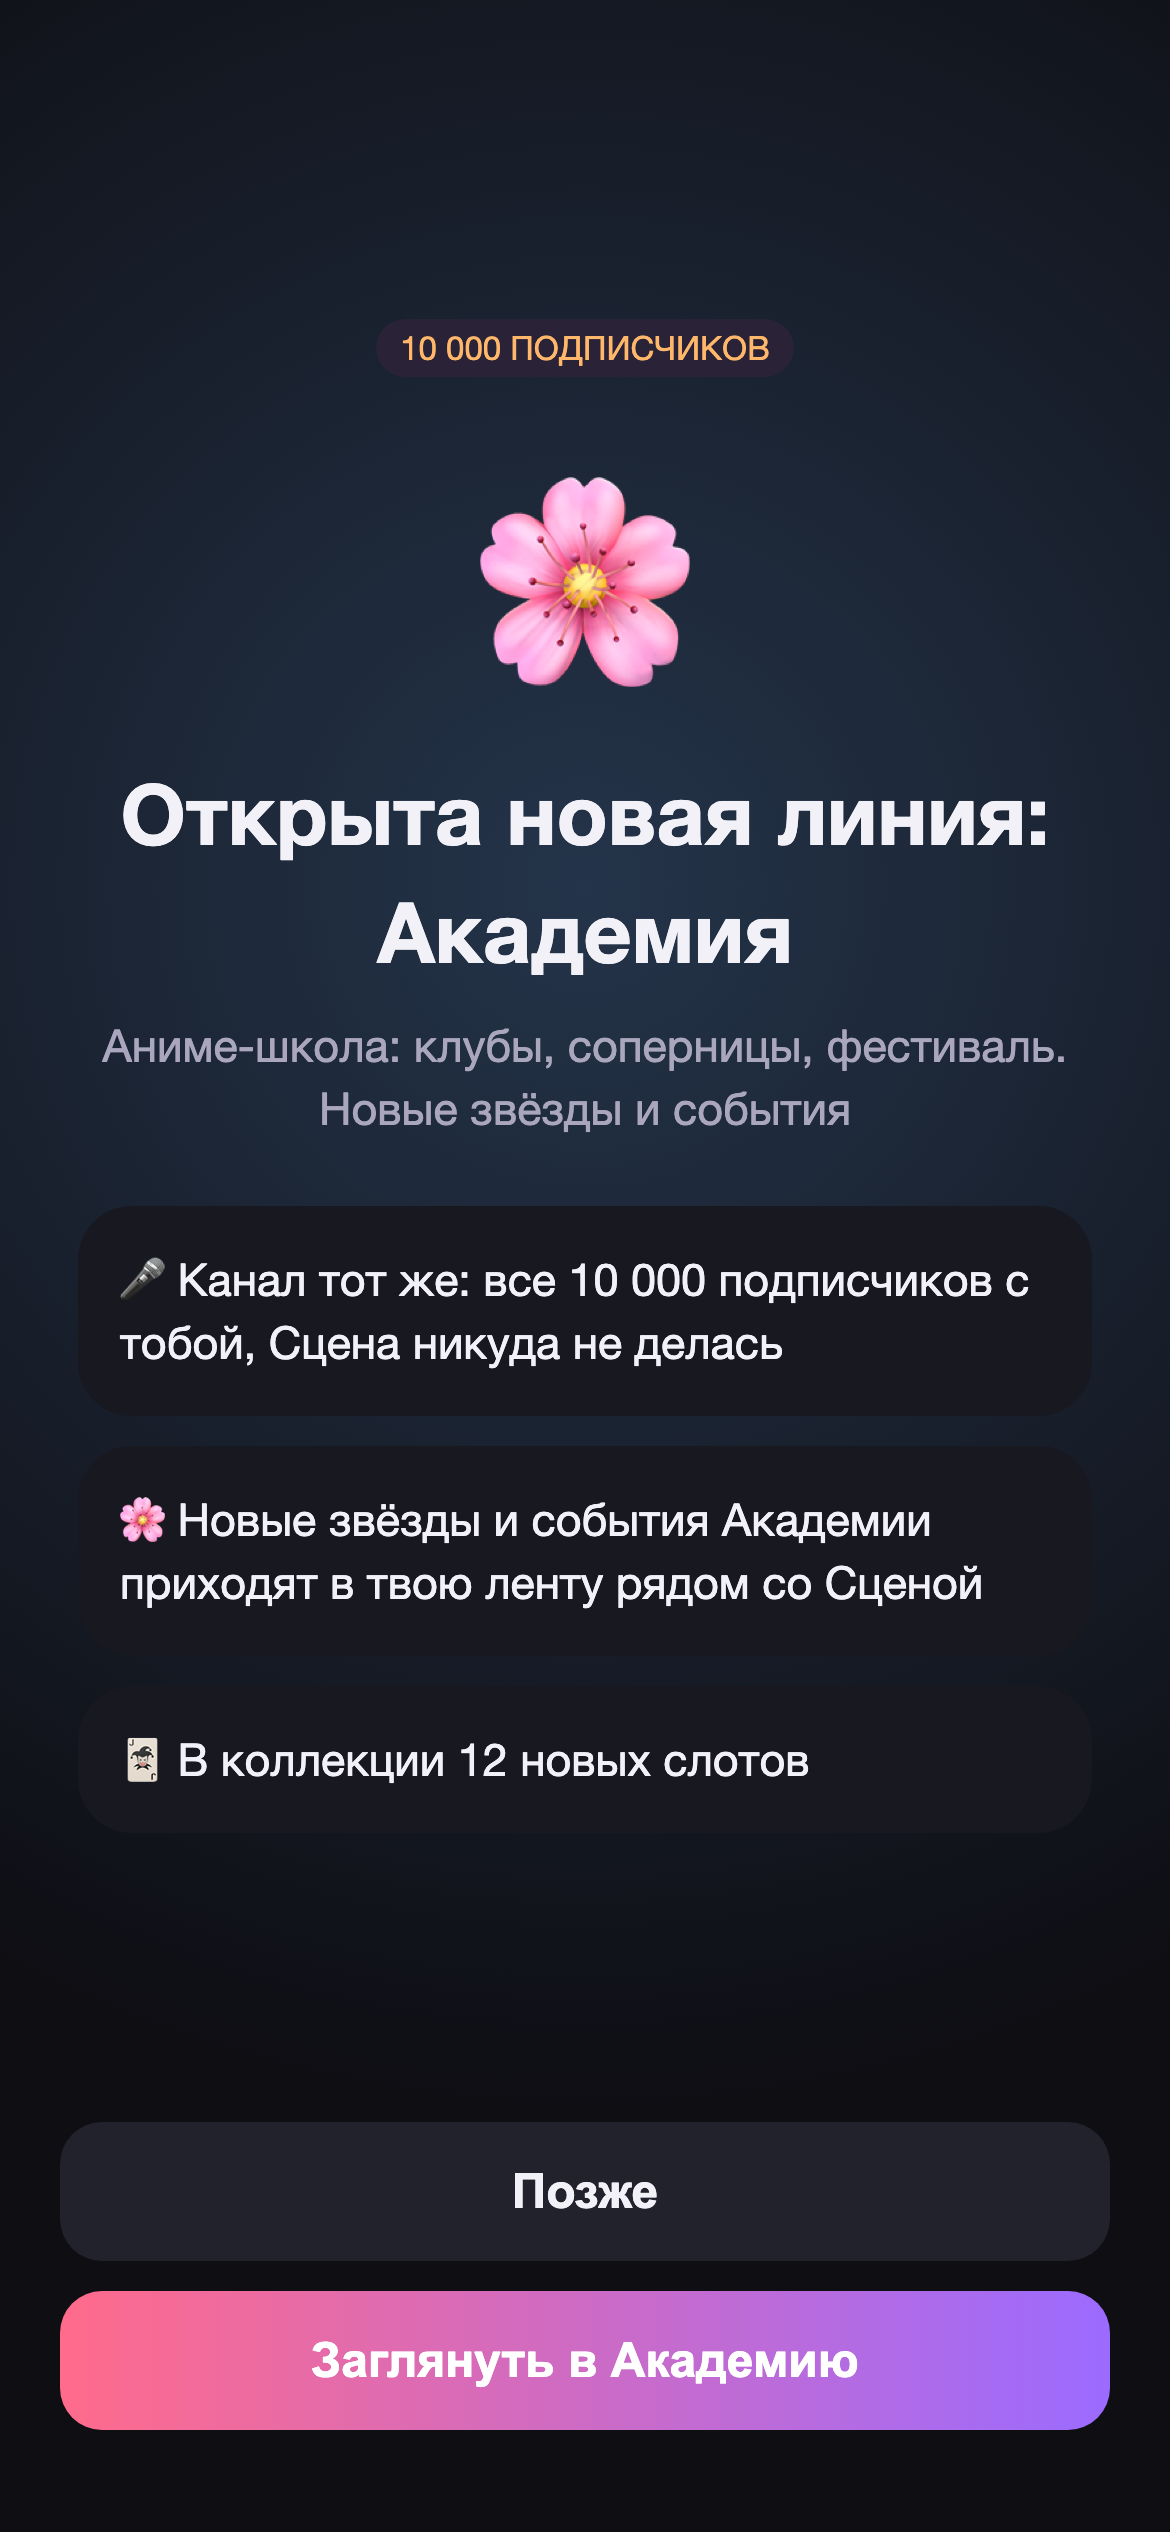 10 000 ПОДПИСЧИКОВ
Открыта новая линия:
Академия
Аниме-школа: клубы, соперницы, фестиваль.
Новые звёзды и события
🎤 Канал тот же: все 10 000 подписчиков с
тобой, Сцена никуда не делась
🌸 Новые звёзды и события Академии
приходят в твою ленту рядом со Сценой
🃏 В коллекции 12 новых слотов
Позже
Заглянуть в Академию